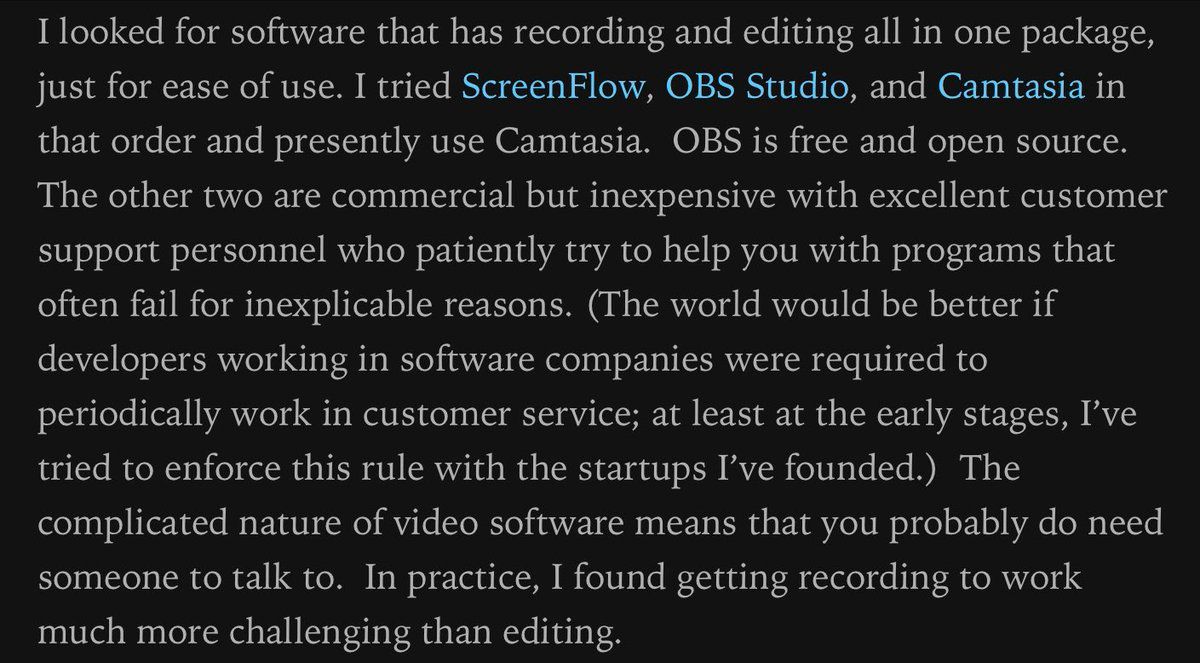 I looked for software that has recording and editing all in one package,
just for ease of use. I tried ScreenFlow, OBS Studio, and Camtasia in
that order and presently use Camtasia.  OBS is free and open source.
The other two are commercial but inexpensive with excellent customer
support personnel who patiently try to help you with programs that
often fail for inexplicable reasons. (The world would be better if
developers working in software companies were required to
periodically work in customer service; at least at the early stages, I’ve
tried to enforce this rule with the startups I’ve founded.)  The
complicated nature of video software means that you probably do need
someone to talk to.  In practice, I found getting recording to work
much more challenging than editing.